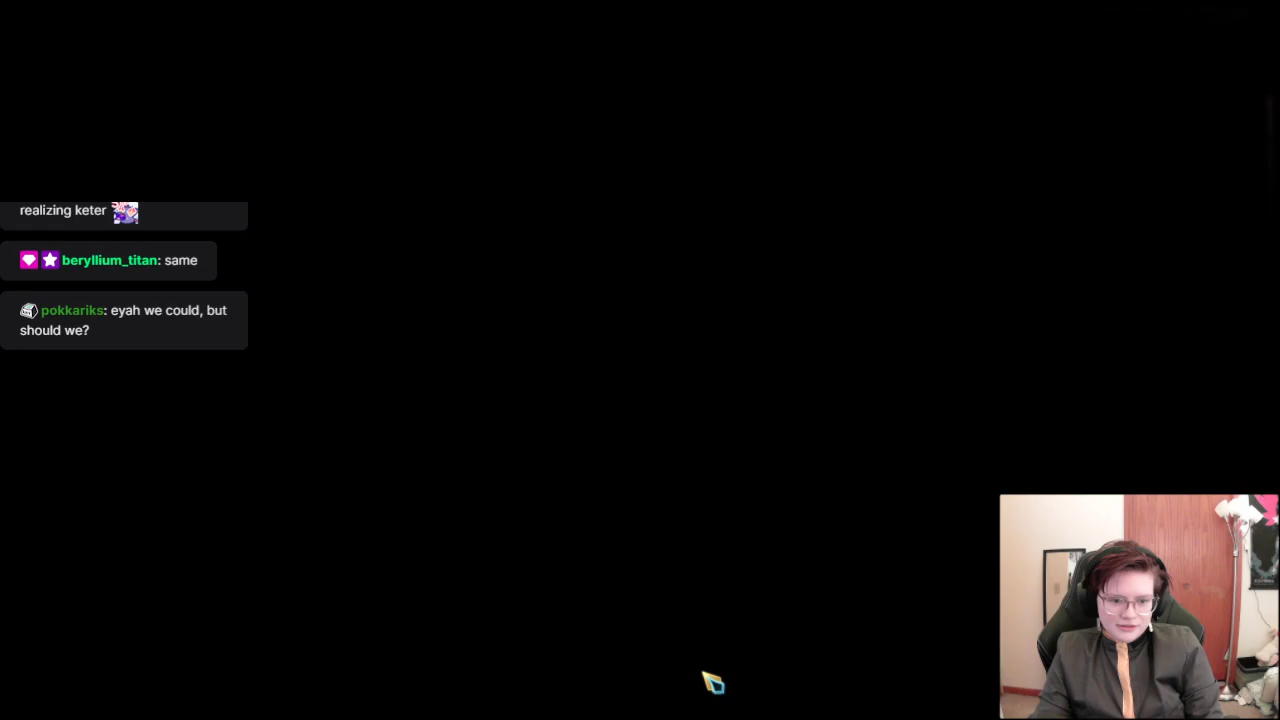 realizing keter
beryllium_titan: same
pokkariks: eyah we could, but
should we?